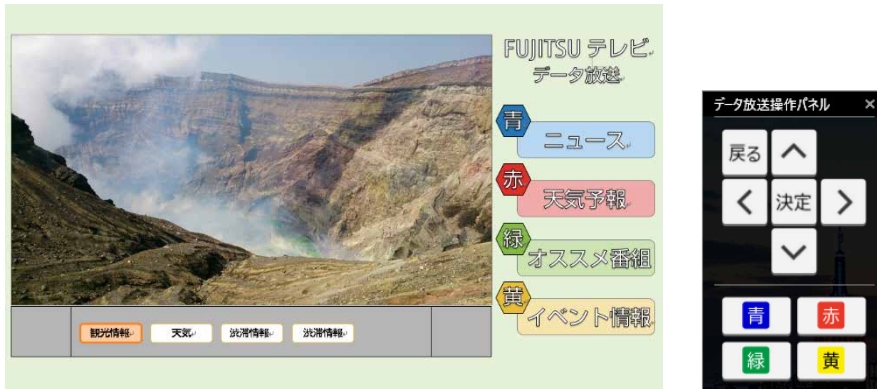 FUJITSU テレビ
データ放送
青
ニュース
赤
天気予報
緑
オススメ番組
黄
イベント情報
観光情報 天気 渋滞情報 渋滞情報
データ放送操作パネル ×
戻る
決定
青 赤
緑 黄